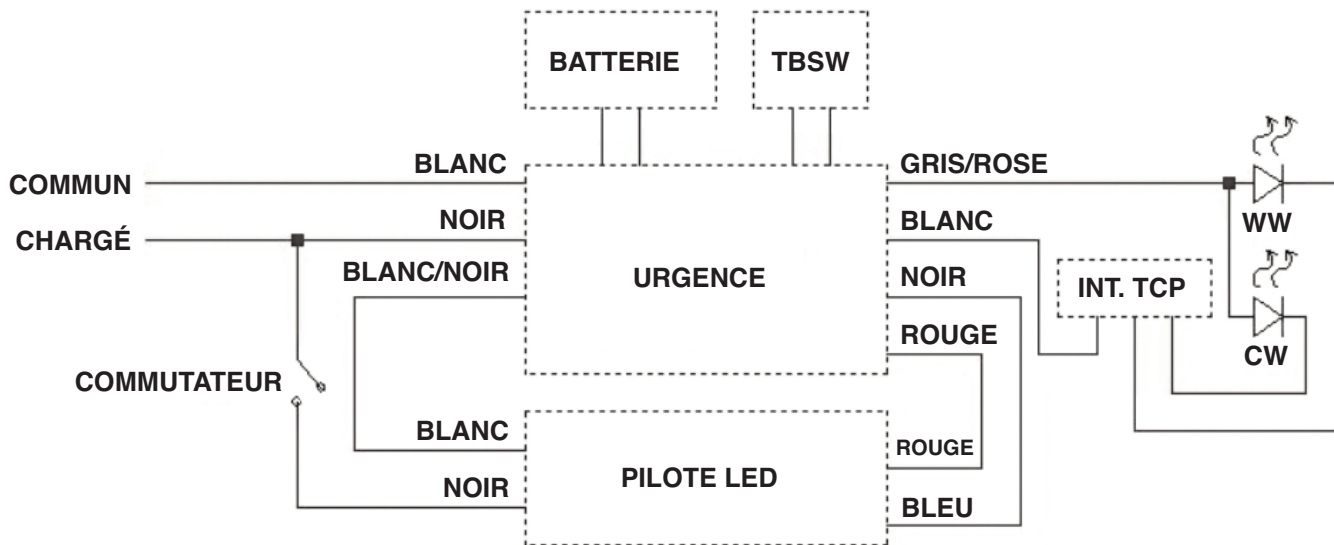 BATTERIE
TBSW
BLANC
GRIS/ROSE
COMMUN
WW
NOIR
BLANC
CHARGÉ
BLANC/NOIR
URGENCE
NOIR
INT. TCP
ROUGE
CW
COMMUTATEUR
BLANC
ROUGE
PILOTE LED
NOIR
BLEU